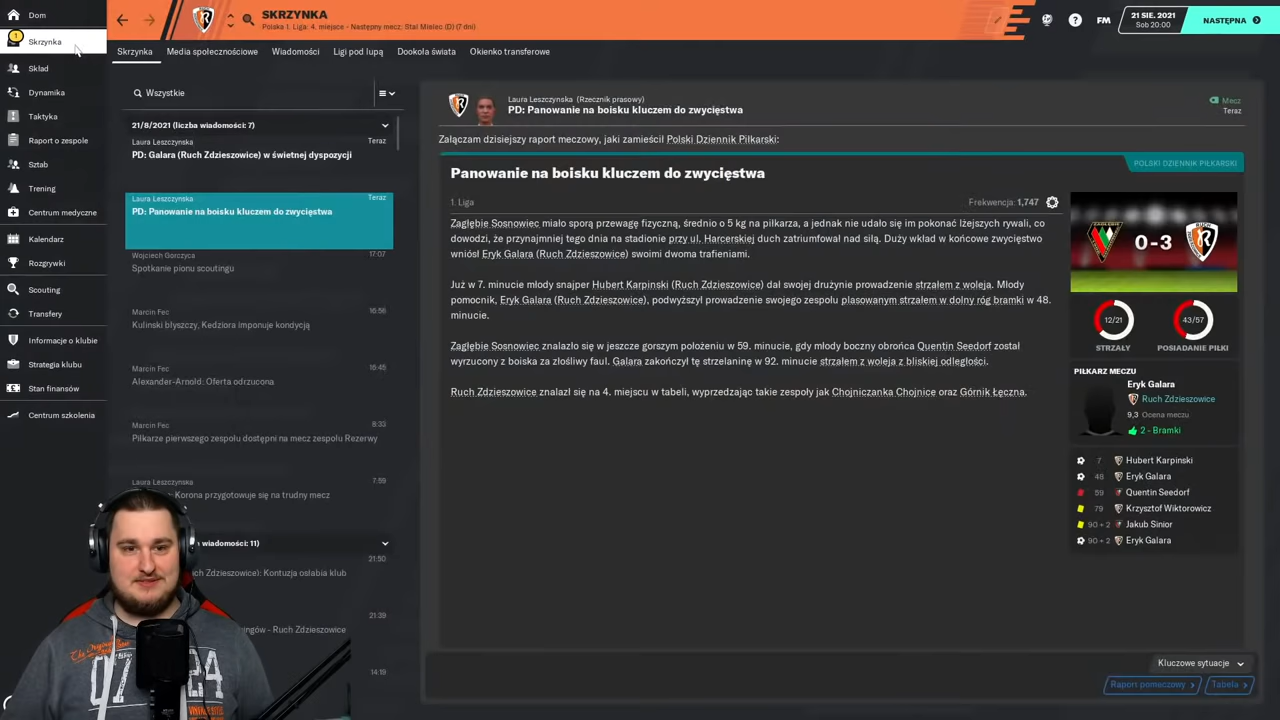 Dom
1
Skrzynka
Skład
Dynamika
Taktyka
Raport o zespole
Sztab
Trening
Centrum medyczne
Kalendarz
Rozgrywki
Scouting
Transfery
Informacje o klubie
Strategia klubu
Stan finansów
Centrum szkolenia
SKRZYNKA
Polska 1. Liga: 4. miejsce - Następny mecz: Stal Mielec (D) (7 dni)
FM
21 SIE. 2021
Sob 20:00
NASTĘPNA
Skrzynka Media społecznościowe Wiadomości Ligi pod lupą Dookoła świata Okienko transferowe
Wszystkie
21/8/2021 (liczba wiadomości: 7)
Laura Leszczynska Teraz
PD: Galara (Ruch Zdzieszowice) w świetnej dyspozycji
Laura Leszczynska Teraz
PD: Panowanie na boisku kluczem do zwycięstwa
Wojciech Gorczyca 17:07
Spotkanie pionu scoutingu
Marcin Fec 16:56
Kulinski błyszczy, Kedziora imponuje kondycją
Marcin Fec 16:45
Alexander-Arnold: Oferta odrzucona
Marcin Fec 8:33
Piłkarze pierwszego zespołu dostępni na mecz zespołu Rezerwy
Laura Leszczynska 7:59
Korona przygotowuje się na trudny mecz
wiadomości: 11)
21:50
Zdzieszowice): Kontuzja osłabia klub
21:39
ingów - Ruch Zdzieszowice
14:19
Laura Leszczynska (Rzecznik prasowy)
PD: Panowanie na boisku kluczem do zwycięstwa
Mecz
Teraz
Załączam dzisiejszy raport meczowy, jaki zamieścił Polski Dziennik Piłkarski:
POLSKI DZIENNIK PIŁKARSKI
Panowanie na boisku kluczem do zwycięstwa
1. Liga Frekwencja: 1,747
Zagłębie Sosnowiec miało sporą przewagę fizyczną, średnio o 5 kg na piłkarza, a jednak nie udało się im pokonać lżejszych rywali, co
dowodzi, że przynajmniej tego dnia na stadionie przy ul. Harcerskiej duch zatriumfował nad siłą. Duży wkład w końcowe zwycięstwo
wniósł Eryk Galara (Ruch Zdzieszowice) swoimi dwoma trafieniami.
Już w 7. minucie młody snajper Hubert Karpinski (Ruch Zdzieszowice) dał swojej drużynie prowadzenie strzałem z woleja. Młody
pomocnik, Eryk Galara (Ruch Zdzieszowice), podwyższył prowadzenie swojego zespołu plasowanym strzałem w dolny róg bramki w 48.
minucie.
Zagłębie Sosnowiec znalazło się w jeszcze gorszym położeniu w 59. minucie, gdy młody boczny obrońca Quentin Seedorf został
wyrzucony z boiska za złośliwy faul. Galara zakończył tę strzelaninę w 92. minucie strzałem z woleja z bliskiej odległości.
Ruch Zdzieszowice znalazł się na 4. miejscu w tabeli, wyprzedzając takie zespoły jak Chojniczanka Chojnice oraz Górnik Łęczna.
0-3
12/21
STRZAŁY
43/57
POSIADANIE PIŁKI
PIŁKARZ MECZU
Eryk Galara
Ruch Zdzieszowice
9,3 Ocena meczu
2 - Bramki
7 Hubert Karpinski
48 Eryk Galara
59 Quentin Seedorf
79 Krzysztof Wiktorowicz
90 + 2 Jakub Sinior
90 + 2 Eryk Galara
Kluczowe sytuacje
Raport pomeczowy
Tabela